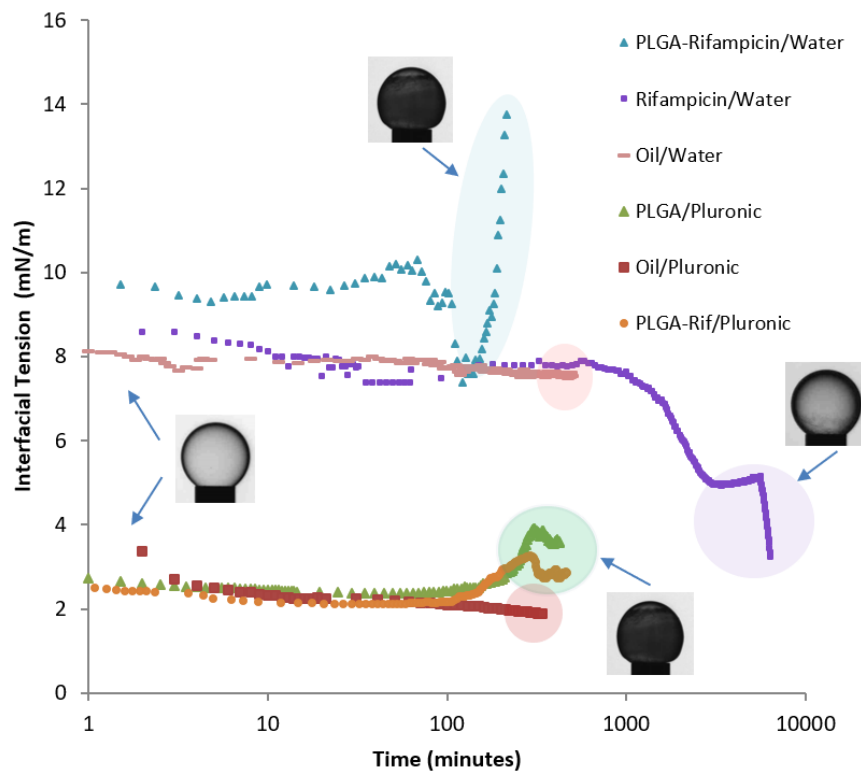 16
14
12
10
8
6
4
2
0
Interfacial Tension (mN/m)
1
10
100
1000
10000
Time (minutes)
PLGA-Rifampicin/Water
Rifampicin/Water
Oil/Water
PLGA/Pluronic
Oil/Pluronic
PLGA-Rif/Pluronic